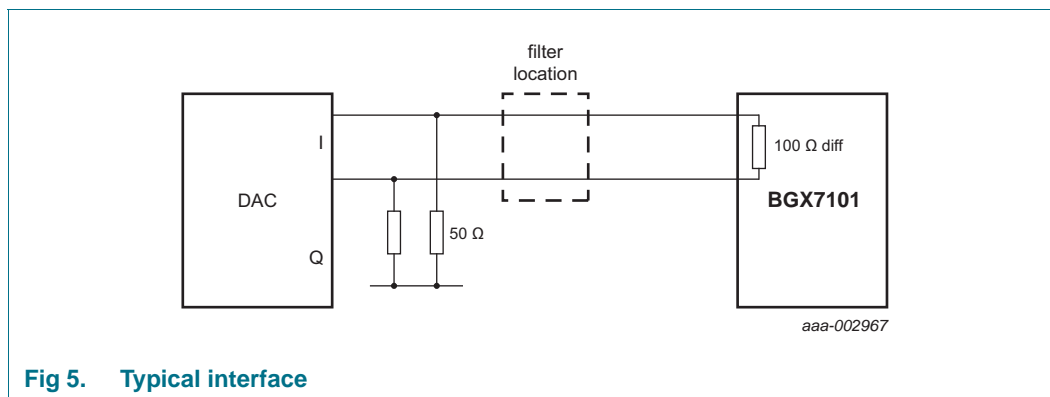 filter
location
I
100 Ω diff
DAC
BGX7101
50 Ω
Q
aaa-002967
Fig 5. Typical interface